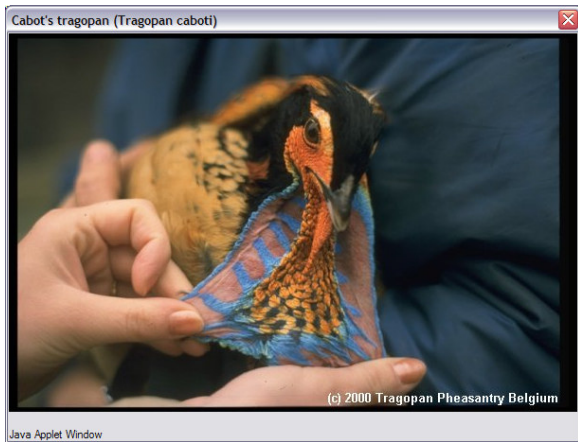 Cabot's tragopan (Tragopan caboti)
(c) 2000 Tragopan Pheasantry Belgium
Java Applet Window